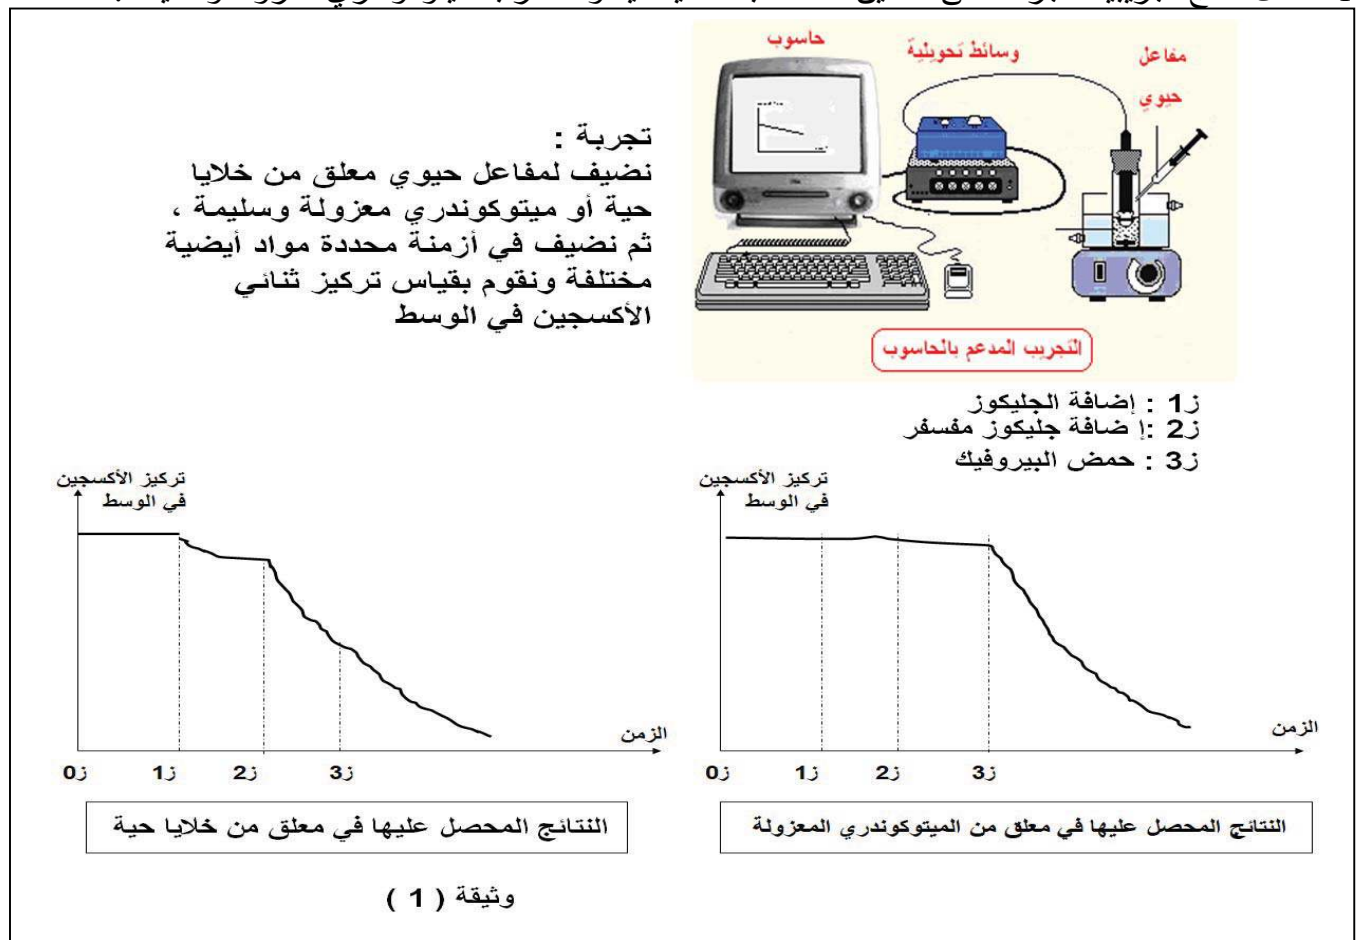 حاسوب
وسائط تحويلية
مفاعل
حيوي
تجربة :
نضيف لمفاعل حيوي معلق من خلايا
حية أو ميتوكوندري معزولة وسليمة ،
ثم نضيف في أزمنة محددة مواد أيضية
مختلفة ونقوم بقياس تركيز ثنائي
الأكسجين في الوسط
التجريب المدعم بالحاسوب
ز1 : إضافة الجليكوز
ز2 :إ ضافة جليكوز مفسفر
ز3 : حمض البيروفيك
تركيز الأكسجين
في الوسط
الزمن
ز0 ز1 ز2 ز3
النتائج المحصل عليها في معلق من الميتوكوندري المعزولة
تركيز الأكسجين
في الوسط
الزمن
ز0 ز1 ز2 ز3
النتائج المحصل عليها في معلق من خلايا حية
وثيقة ( 1 )